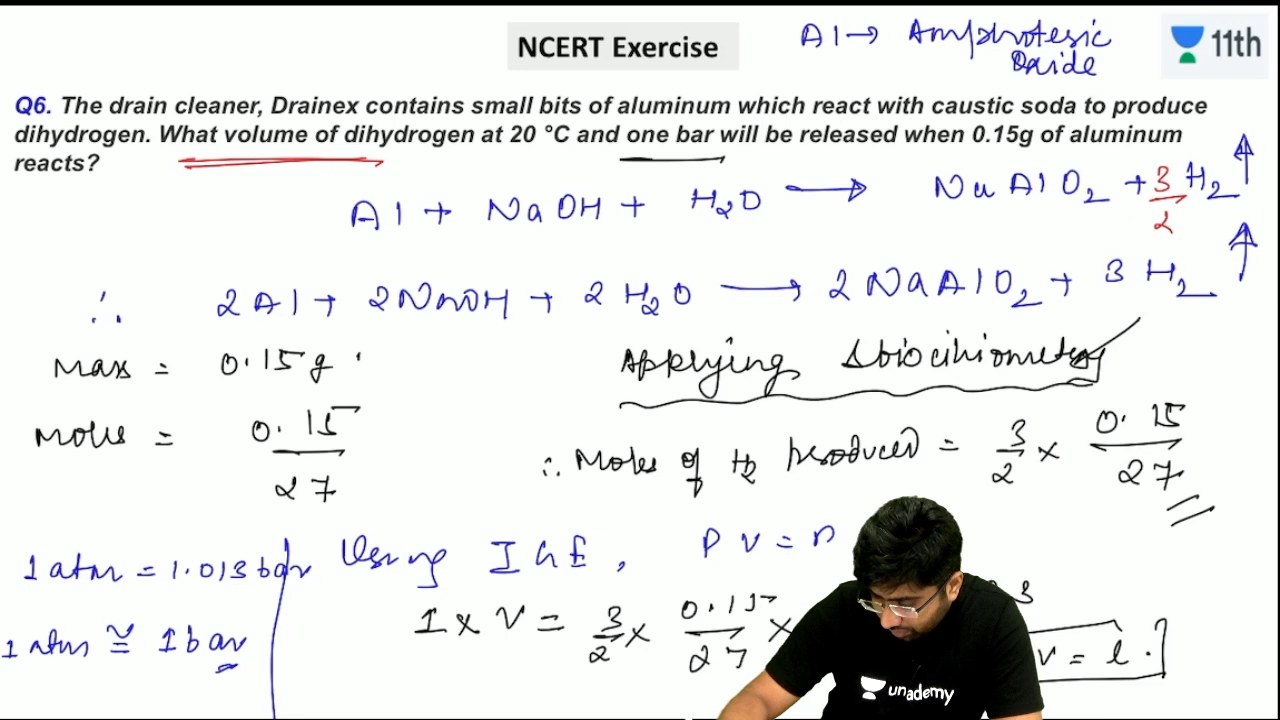 NCERT Exercise
Al → Amphoteric
Oxide
11th
Q6. The drain cleaner, Drainex contains small bits of aluminum which react with caustic soda to produce
dihydrogen. What volume of dihydrogen at 20 °C and one bar will be released when 0.15g of aluminum
reacts?
Al + NaOH + H₂O → NaAlO₂ + 3/2 H₂ ↑
∴ 2Al + 2NaOH + 2H₂O → 2NaAlO₂ + 3H₂ ↑
Mass = 0.15g
Applying Stoichiometry
Moles = 0.15/27
∴ Moles of H₂ produced = 3/2 × 0.15/27
1 atm = 1.013 bar
Using IGE, PV = n
1 × V = 3/2 × 0.15/27 ×
3
1 atm ≅ 1 bar
V = l.
unademy